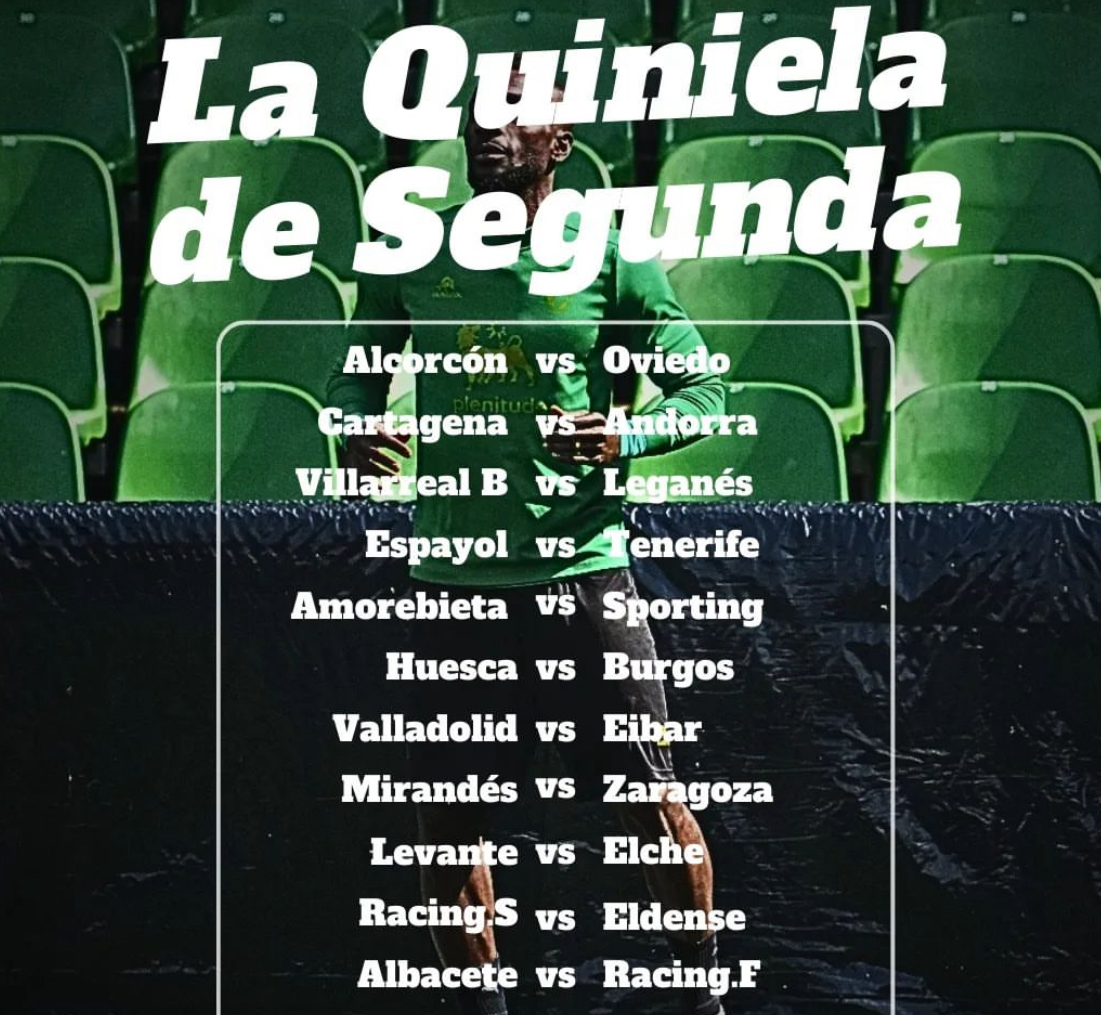 La Quiniela
de Segunda
Alcorcón vs Oviedo
plenitude
Cartagena vs Andorra
Villarreal B vs Leganés
Espayol vs Tenerife
Amorebieta vs Sporting
Huesca vs Burgos
Valladolid vs Eibar
Mirandés vs Zaragoza
Levante vs Elche
Racing.S vs Eldense
Albacete vs Racing.F